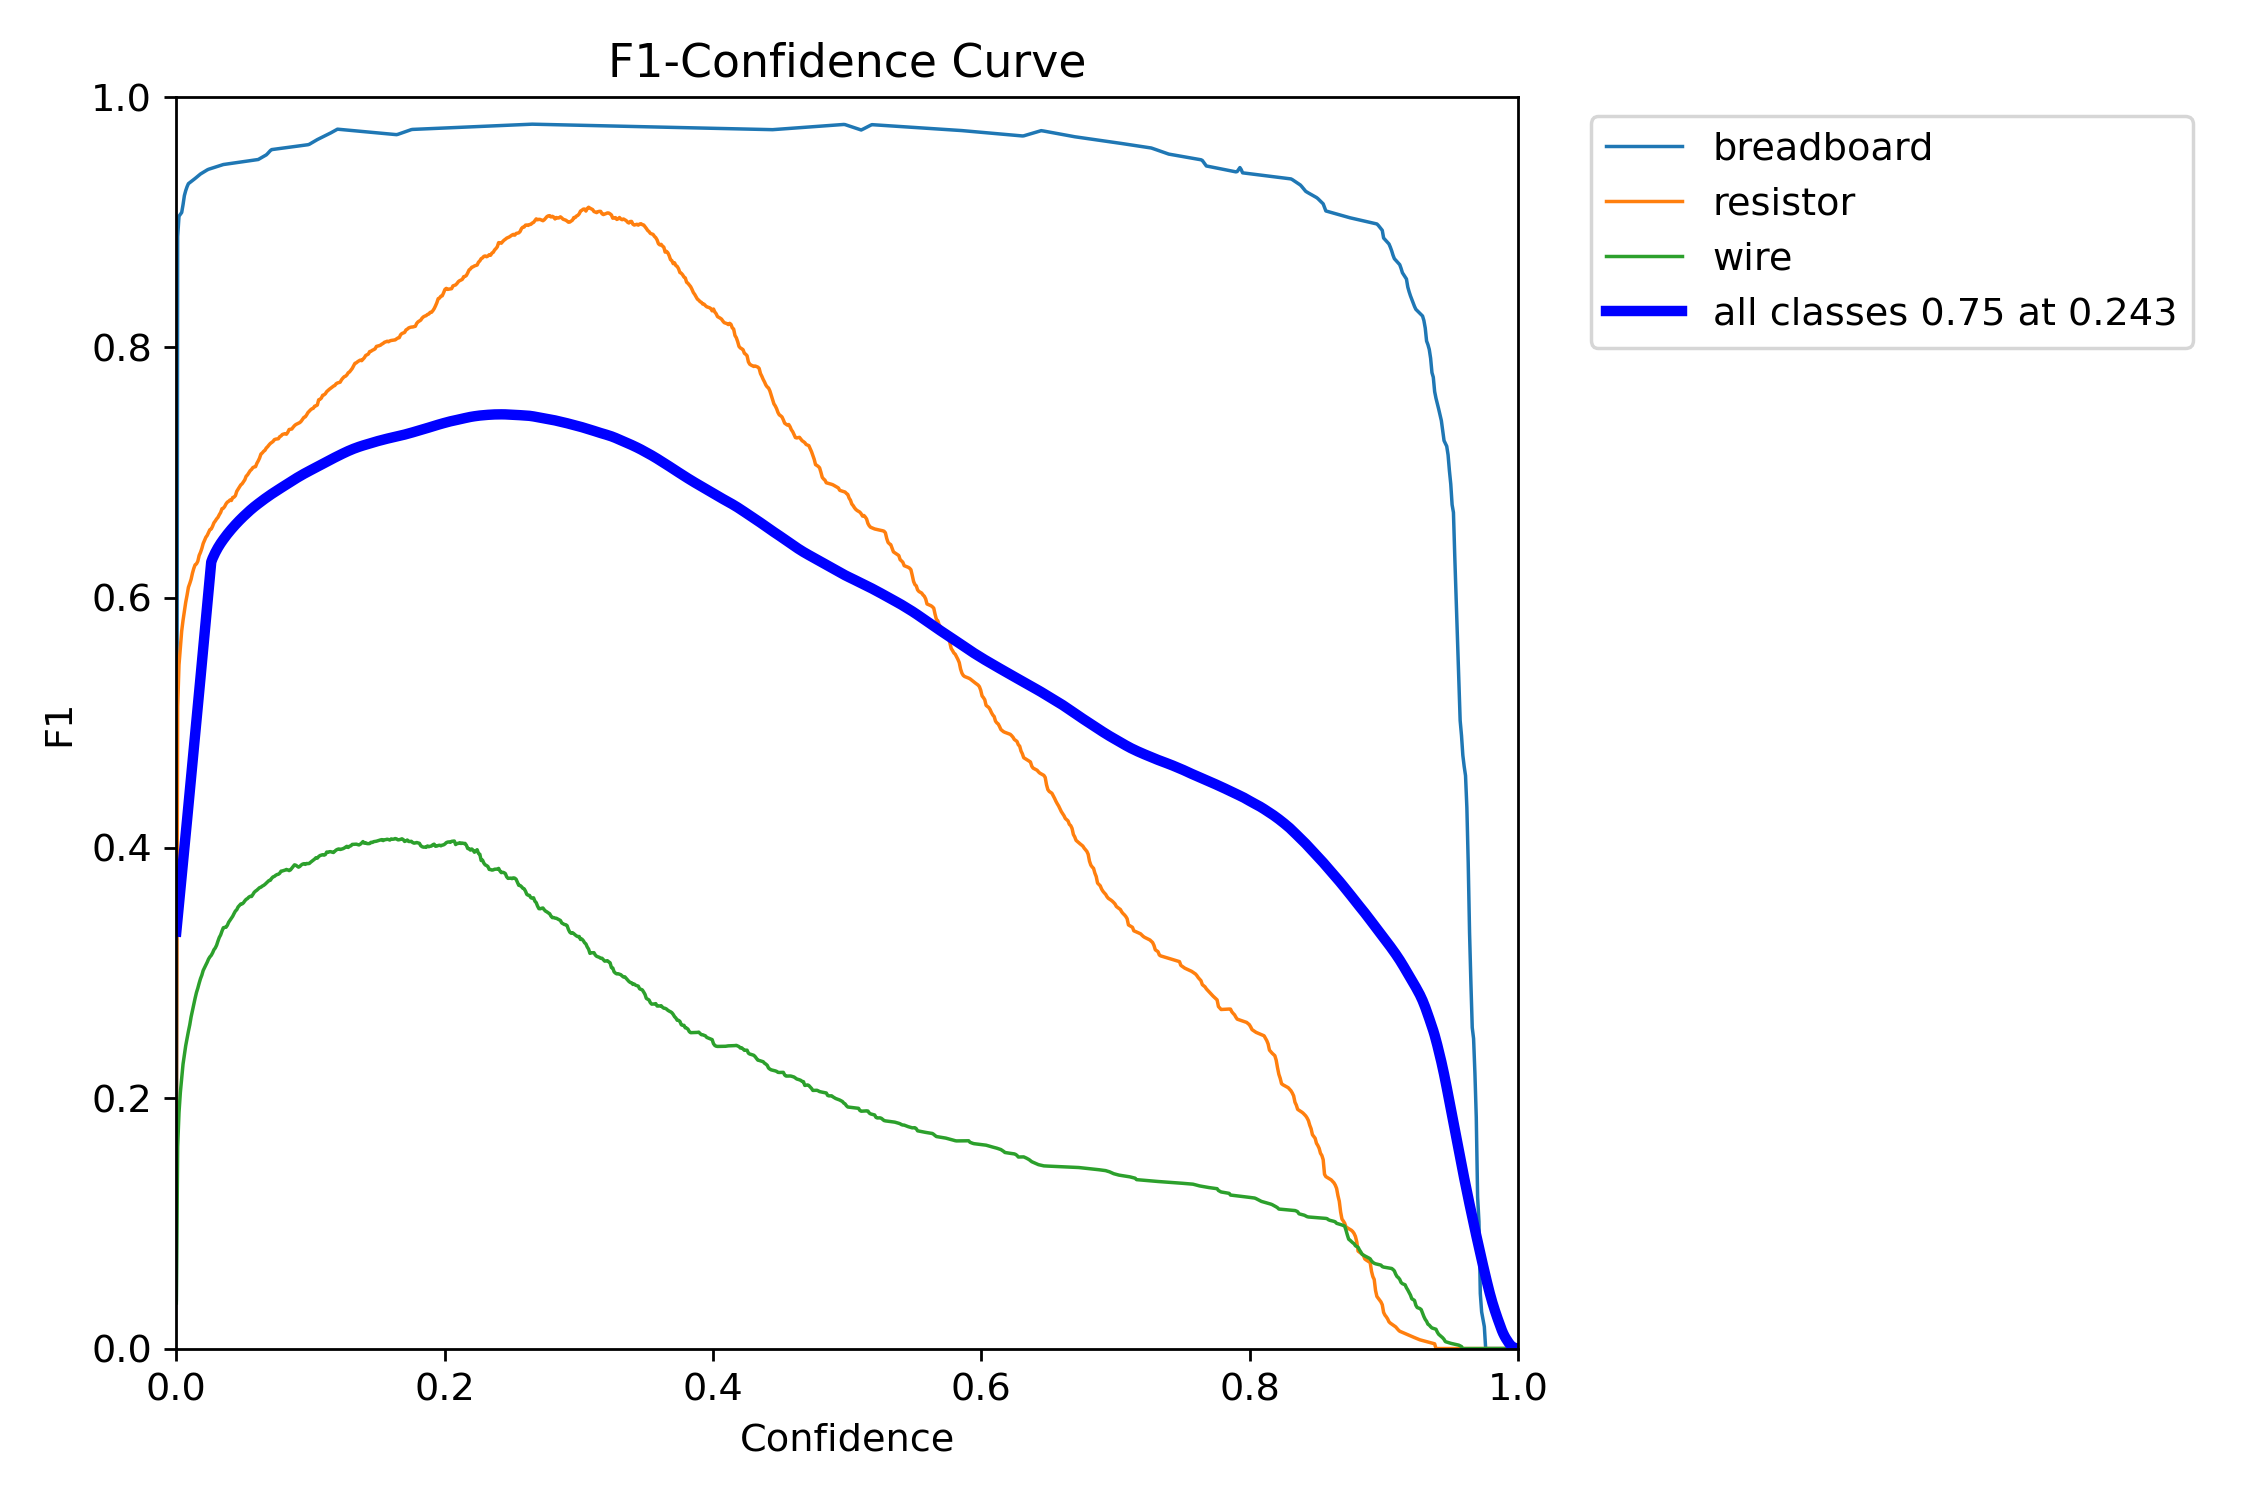 F1-Confidence Curve
1.0
0.8
0.6
0.4
0.2
0.0
F1
0.0 0.2 0.4 0.6 0.8 1.0
Confidence
breadboard
resistor
wire
all classes 0.75 at 0.243